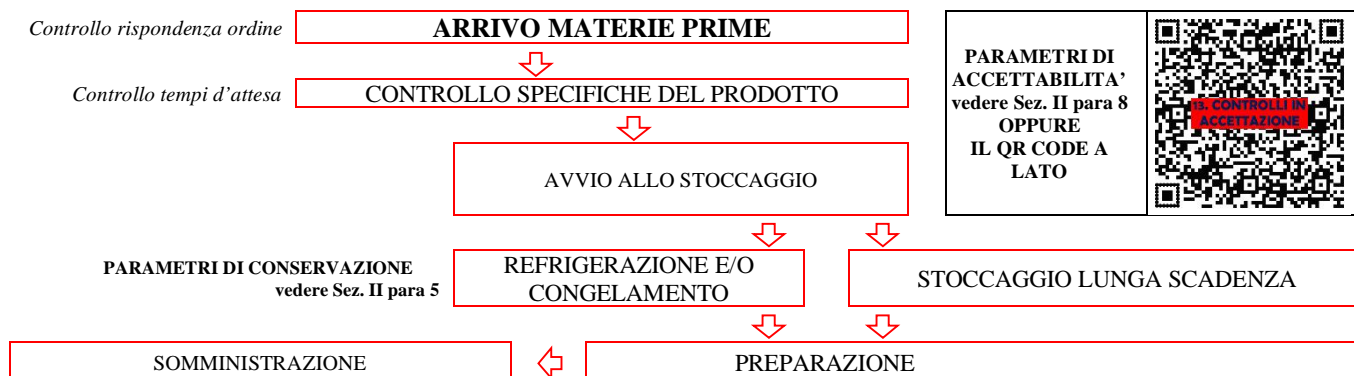 Controllo rispondenza ordine
ARRIVO MATERIE PRIME
Controllo tempi d'attesa
CONTROLLO SPECIFICHE DEL PRODOTTO
AVVIO ALLO STOCCAGGIO
PARAMETRI DI
ACCETTABILITA'
vedere Sez. II para 8
OPPURE
IL QR CODE A
LATO
13. CONTROLLI IN
ACCETTAZIONE
PARAMETRI DI CONSERVAZIONE
vedere Sez. II para 5
REFRIGERAZIONE E/O
CONGELAMENTO
STOCCAGGIO LUNGA SCADENZA
SOMMINISTRAZIONE
PREPARAZIONE